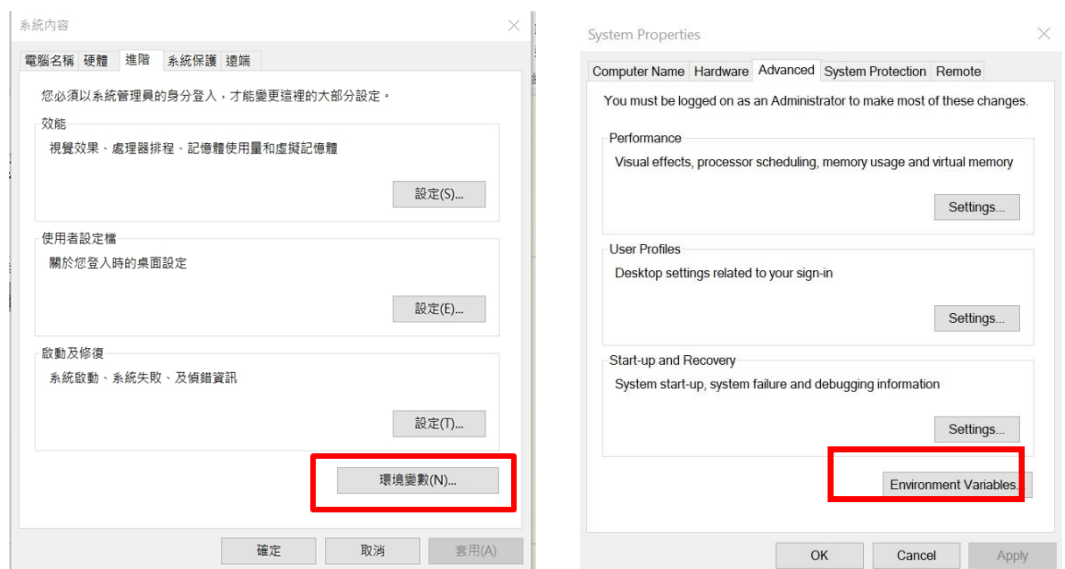 系統內容
電腦名稱 硬體 進階 系統保護 遠端
您必須以系統管理員的身分登入，才能變更這裡的大部分設定。
效能
視覺效果、處理器排程、記憶體使用量和虛擬記憶體
設定(S)...
使用者設定檔
關於您登入時的桌面設定
設定(E)...
啟動及修復
系統啟動、系統失敗、及偵錯資訊
設定(T)...
環境變數(N)...
確定 取消 套用(A)
System Properties
Computer Name Hardware Advanced System Protection Remote
You must be logged on as an Administrator to make most of these changes.
Performance
Visual effects, processor scheduling, memory usage and virtual memory
Settings...
User Profiles
Desktop settings related to your sign-in
Settings...
Start-up and Recovery
System start-up, system failure and debugging information
Settings...
Environment Variables...
OK Cancel Apply